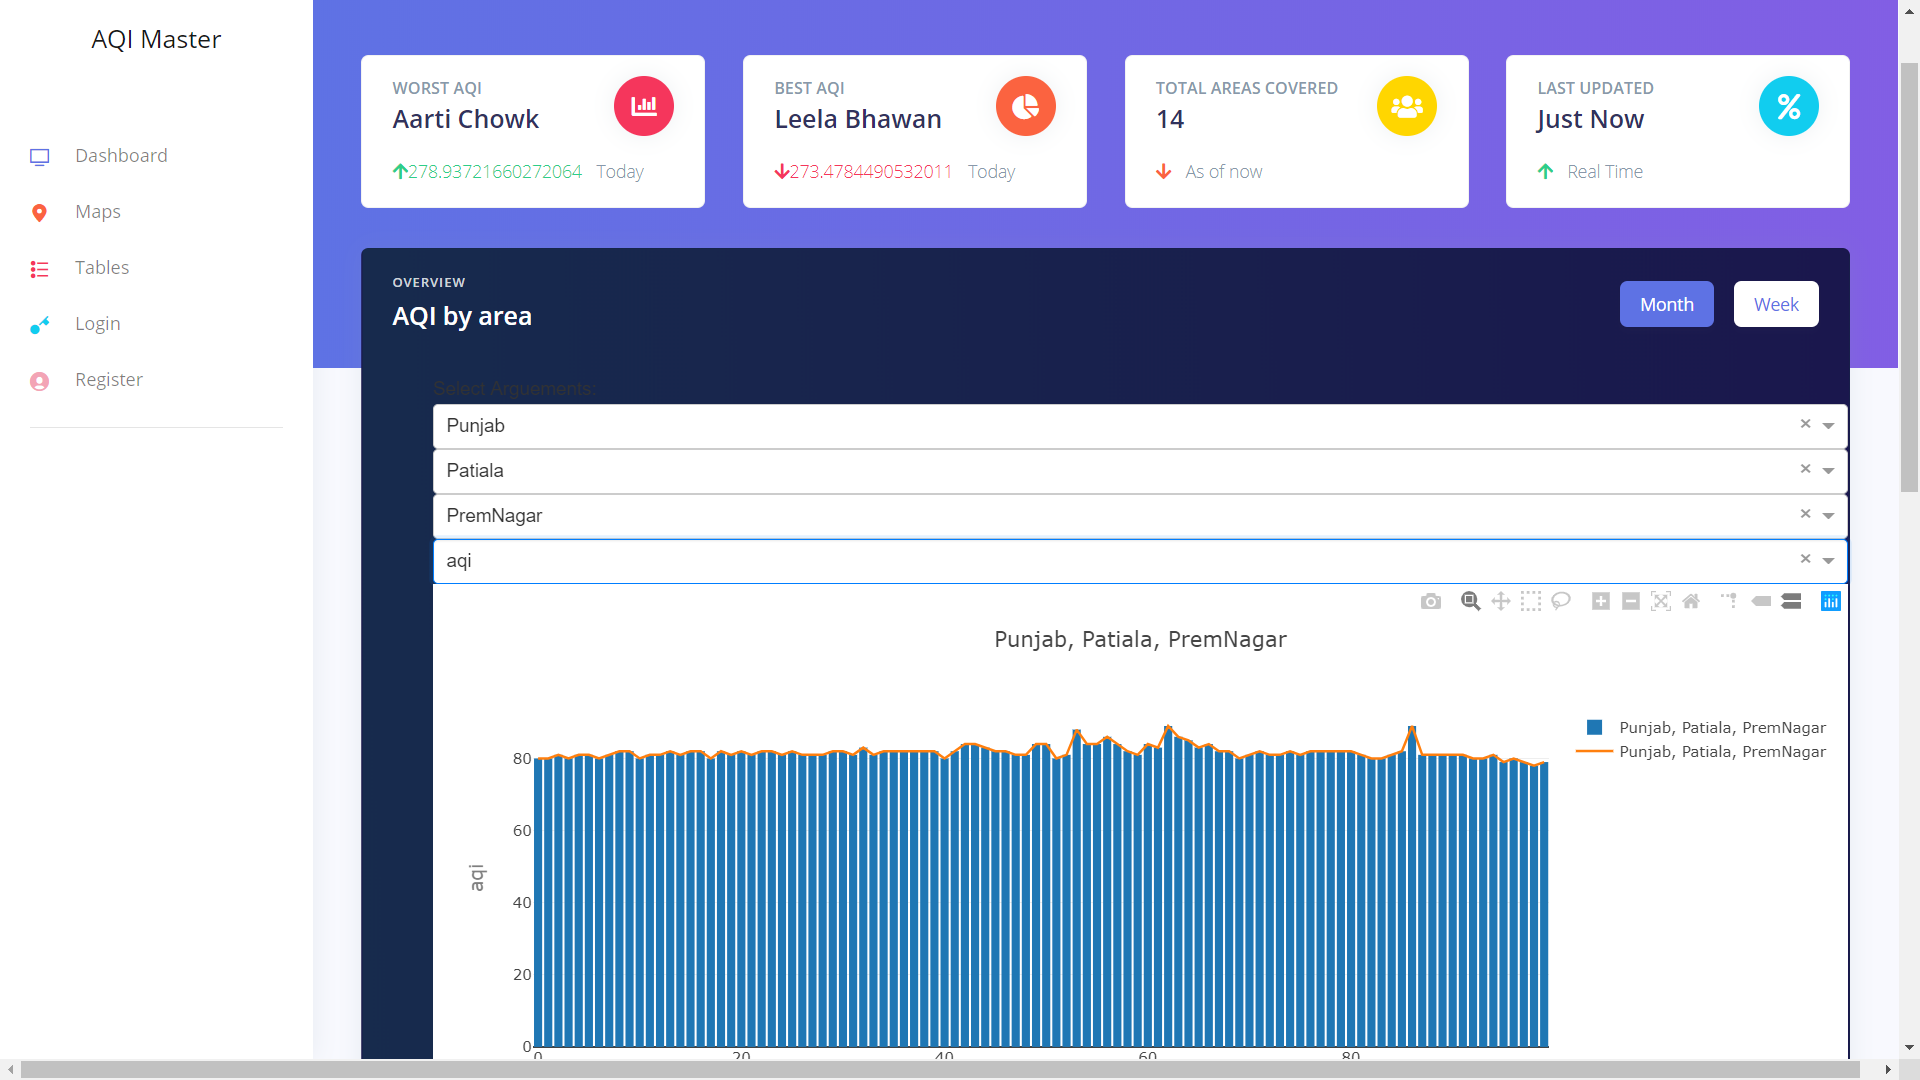 AQI Master
Dashboard
Maps
Tables
Login
Register
WORST AQI
Aarti Chowk
278.93721660272064 Today
BEST AQI
Leela Bhawan
273.4784490532011 Today
TOTAL AREAS COVERED
14
As of now
LAST UPDATED
Just Now
Real Time
OVERVIEW
AQI by area
Month
Week
Select Arguements:
Punjab
Patiala
PremNagar
aqi
Punjab, Patiala, PremNagar
Punjab, Patiala, PremNagar
Punjab, Patiala, PremNagar
aqi
80
60
40
20
0
0 20 40 60 80